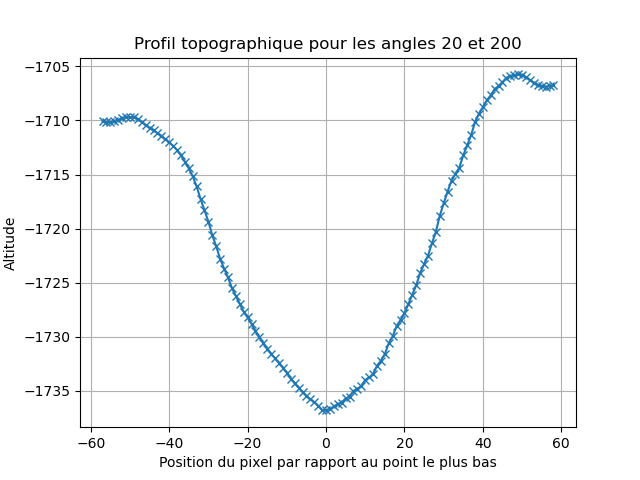 Profil topographique pour les angles 20 et 200
Altitude
−1705
−1710
−1715
−1720
−1725
−1730
−1735
−60 −40 −20 0 20 40 60
Position du pixel par rapport au point le plus bas